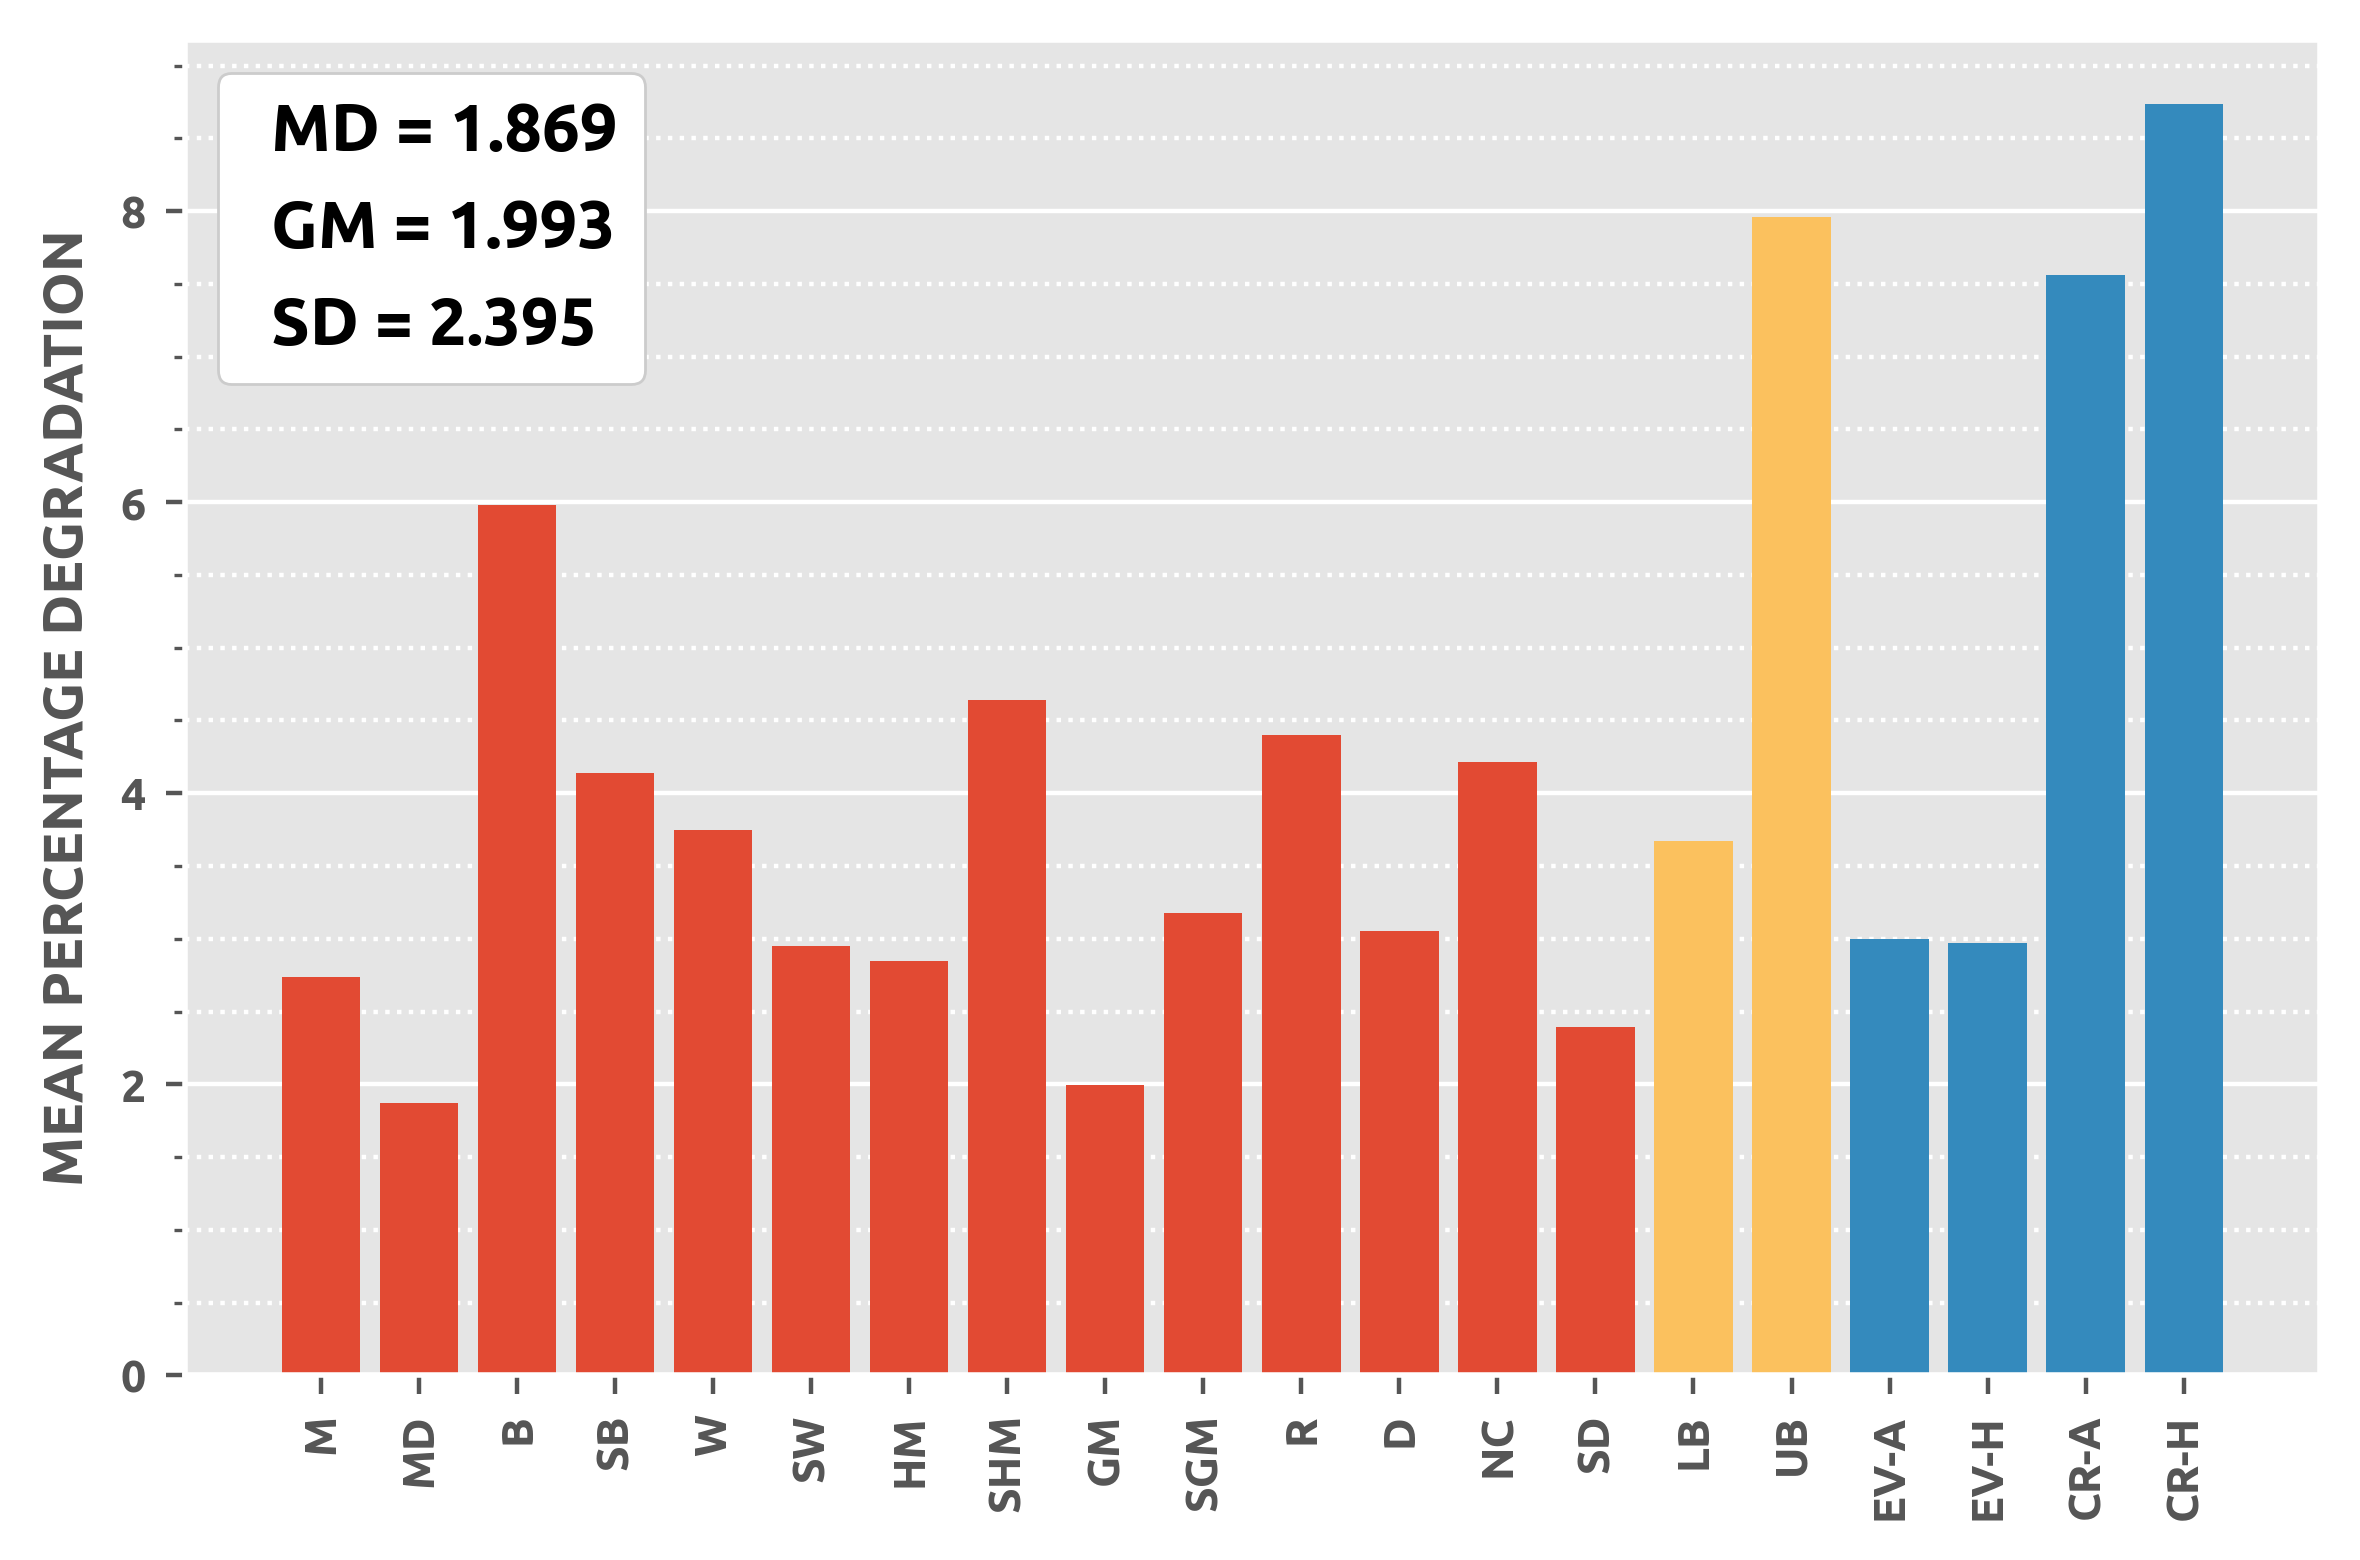 MD = 1.869
GM = 1.993
SD = 2.395
MEAN PERCENTAGE DEGRADATION
8
6
4
2
0
M MD B SB W SW HM SHM GM SGM R D NC SD LB UB EV-A EV-H CR-A CR-H